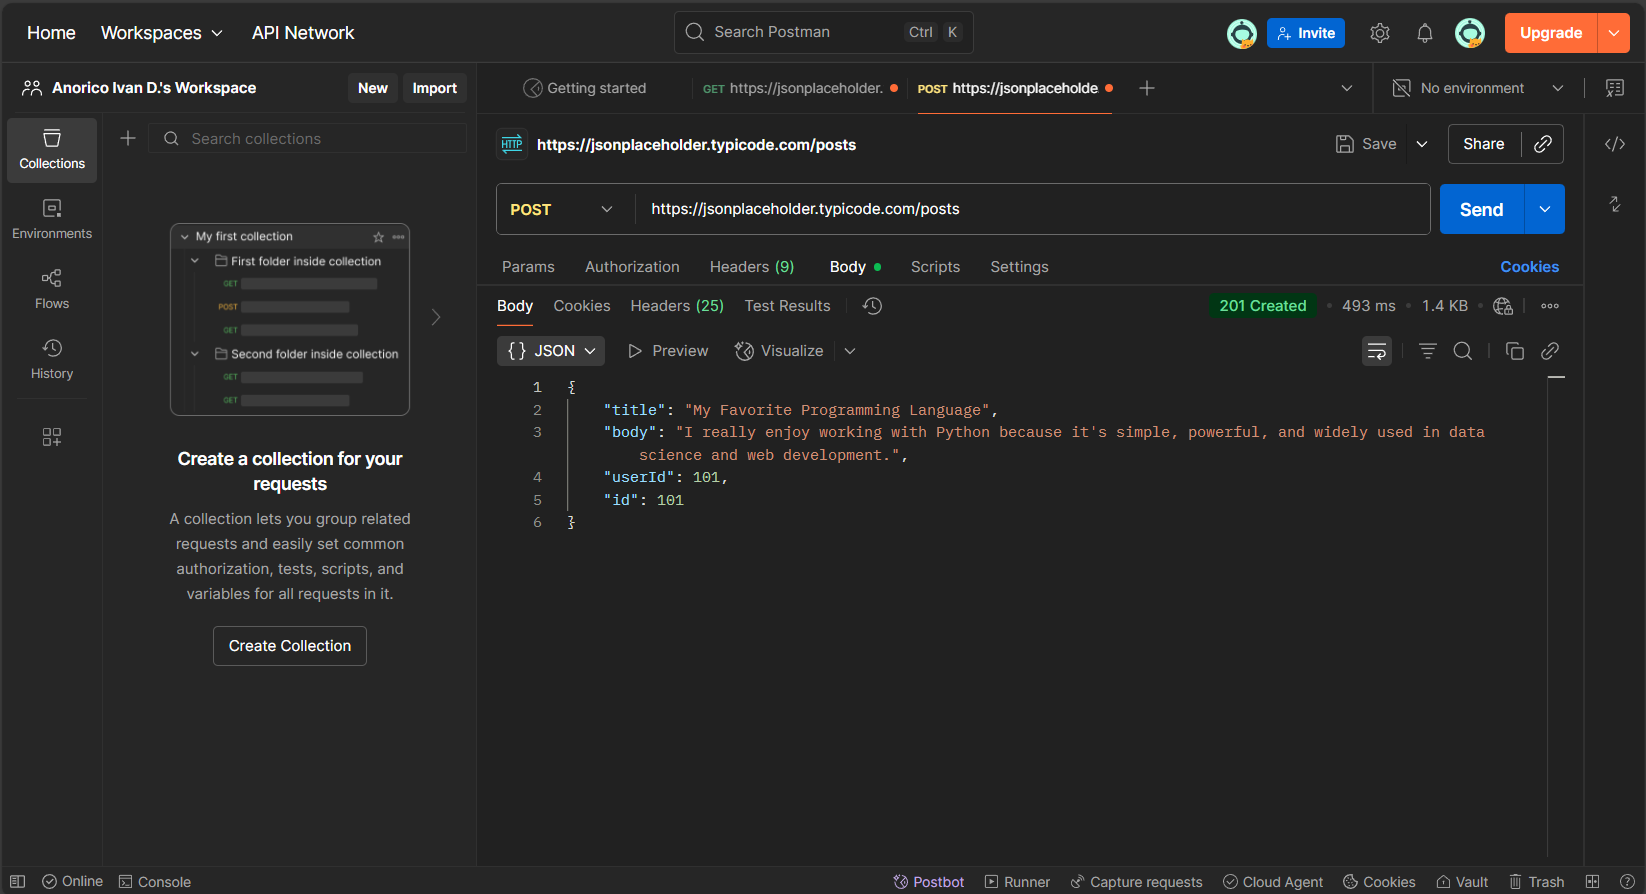 Home Workspaces API Network Search Postman Ctrl K Invite Upgrade
Anorico Ivan D.'s Workspace New Import Getting started GET https://jsonplaceholder. POST https://jsonplaceholde No environment
Collections
Search collections
HTTP https://jsonplaceholder.typicode.com/posts Save Share
Environments
Flows
History
My first collection
First folder inside collection
GET
POST
GET
Second folder inside collection
GET
GET
Create a collection for your
requests
A collection lets you group related
requests and easily set common
authorization, tests, scripts, and
variables for all requests in it.
Create Collection
POST https://jsonplaceholder.typicode.com/posts Send
Params Authorization Headers (9) Body Scripts Settings Cookies
Body Cookies Headers (25) Test Results 201 Created 493 ms 1.4 KB
{} JSON Preview Visualize
1 {
2 "title": "My Favorite Programming Language",
3 "body": "I really enjoy working with Python because it's simple, powerful, and widely used in data
science and web development.",
4 "userId": 101,
5 "id": 101
6 }
Online Console Postbot Runner Capture requests Cloud Agent Cookies Vault Trash